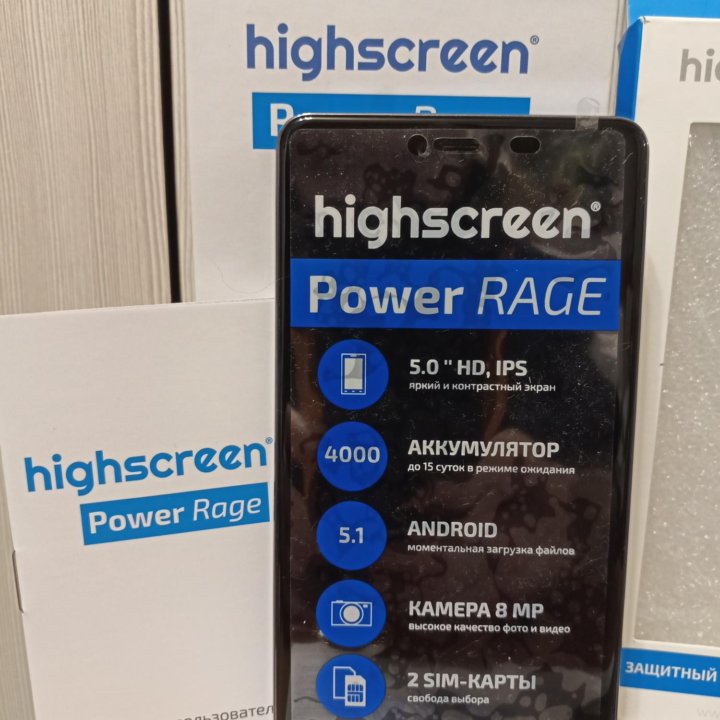 highscreen®
highscreen®
Power RAGE
5.0 " HD, IPS
яркий и контрастный экран
4000
АККУМУЛЯТОР
до 15 суток в режиме ожидания
5.1
ANDROID
моментальная загрузка файлов
КАМЕРА 8 МР
высокое качество фото и видео
2 SIM-КАРТЫ
свобода выбора
highscreen®
Power Rage
ЗАЩИТНЫЙ